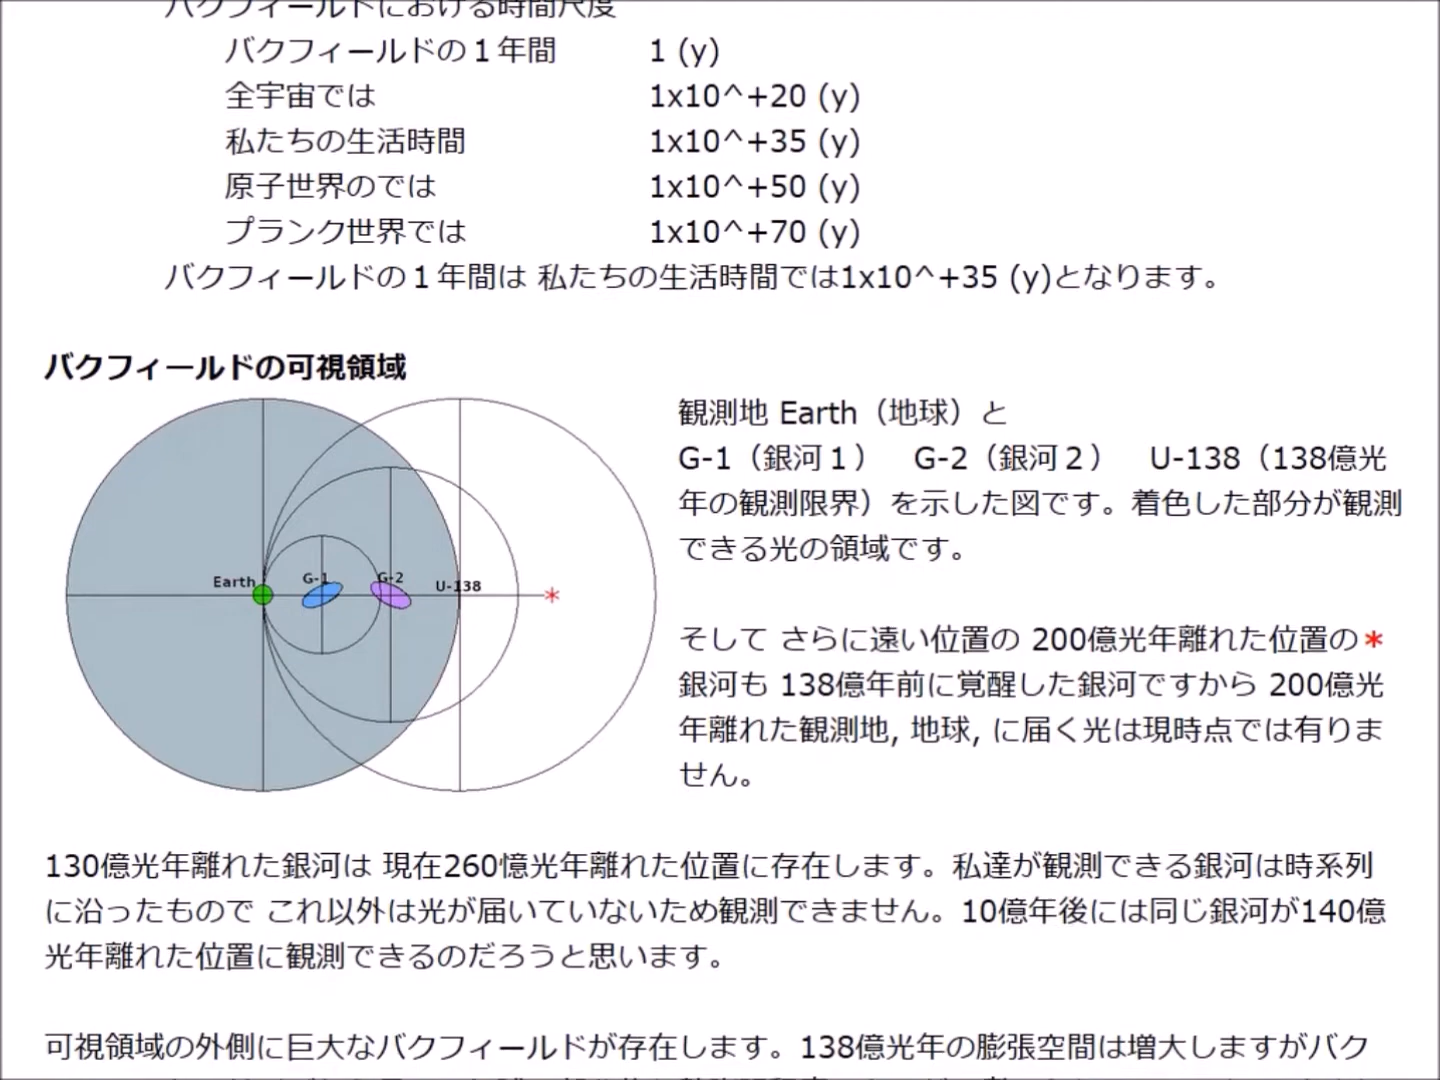 バクフィールドにおける時間尺度
バクフィールドの１年間 1 (y)
全宇宙では 1x10^+20 (y)
私たちの生活時間 1x10^+35 (y)
原子世界のでは 1x10^+50 (y)
プランク世界では 1x10^+70 (y)
バクフィールドの１年間は 私たちの生活時間では1x10^+35 (y)となります。
バクフィールドの可視領域
Earth
G-1
G-2
U-138
*
観測地 Earth（地球）と
G-1（銀河１） G-2（銀河２） U-138（138億光
年の観測限界）を示した図です。着色した部分が観測
できる光の領域です。
そして さらに遠い位置の 200億光年離れた位置の*
銀河も 138億年前に覚醒した銀河ですから 200億光
年離れた観測地, 地球, に届く光は現時点では有りま
せん。
130億光年離れた銀河は 現在260憶光年離れた位置に存在します。私達が観測できる銀河は時系列
に沿ったもので これ以外は光が届いていないため観測できません。10億年後には同じ銀河が140億
光年離れた位置に観測できるのだろうと思います。
可視領域の外側に巨大なバクフィールドが存在します。138億光年の膨張空間は増大しますがバク